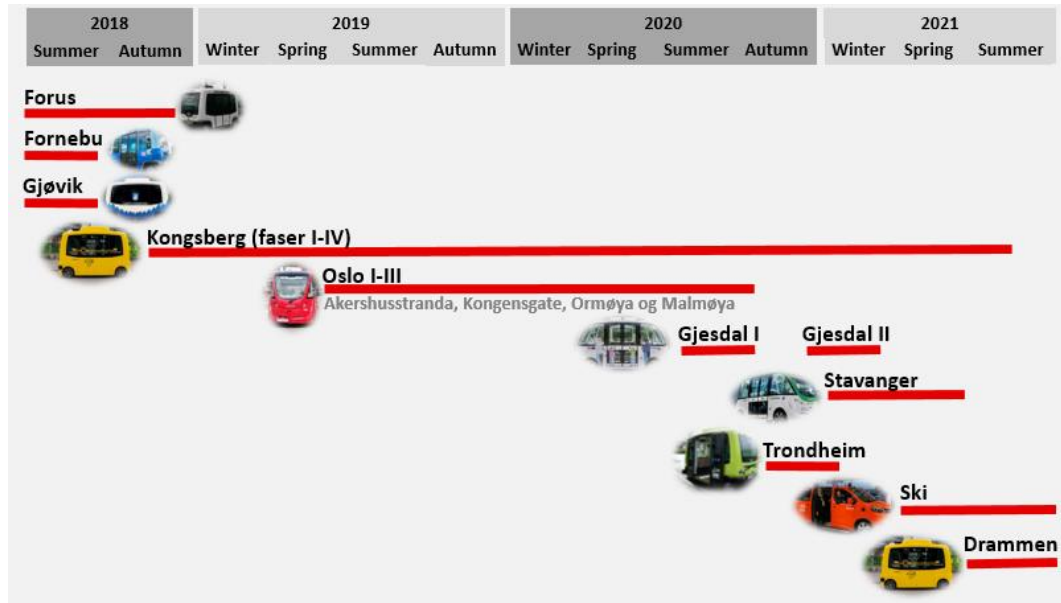 2018 2019 2020 2021
Summer Autumn Winter Spring Summer Autumn Winter Spring Summer Autumn Winter Spring Summer
Forus
Fornebu
Gjøvik
Kongsberg (faser I-IV)
Oslo I-III
Akershusstranda, Kongensgate, Ormøya og Malmøya
Gjesdal I Gjesdal II
Stavanger
Trondheim
Ski
Drammen